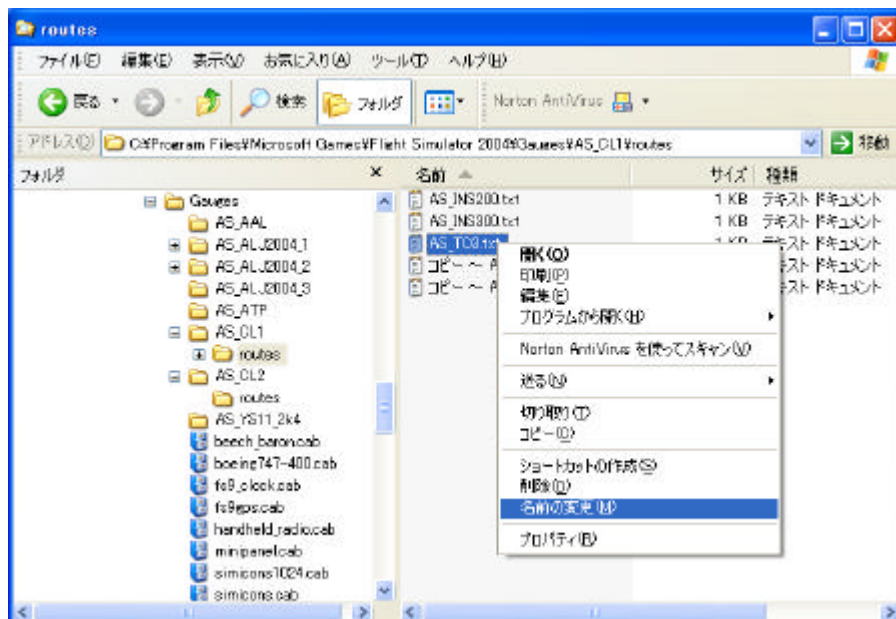 routes
ファイル(F) 編集(E) 表示(V) お気に入り(A) ツール(T) ヘルプ(H)
戻る 検索 フォルダ Norton AntiVirus
アドレス(D) C:¥Program Files¥Microsoft Games¥Flight Simulator 2004¥Gauges¥AS_CL1¥routes 移動
フォルダ × 名前 サイズ 種類
Gauges
AS_AAL
AS_ALJ2004_1
AS_ALJ2004_2
AS_ALJ2004_3
AS_ATP
AS_CL1
routes
AS_CL2
routes
AS_YS11_2k4
beech_baron.cab
boeing747-400.cab
fs9_clock.cab
fs9gps.cab
handheld_radio.cab
minipanel.cab
simicons1024.cab
simicons.cab
AS_INS200.txt 1 KB テキスト ドキュメント
AS_INS300.txt 1 KB テキスト ドキュメント
AS_TC3.txt 1 KB テキスト ドキュメント
コピー ~ A テキスト ドキュメント
コピー ~ A テキスト ドキュメント
開く(O)
印刷(P)
編集(E)
プログラムから開く(H)
Norton AntiVirus を使ってスキャン(V)
送る(N)
切り取り(T)
コピー(C)
ショートカットの作成(S)
削除(D)
名前の変更(M)
プロパティ(R)